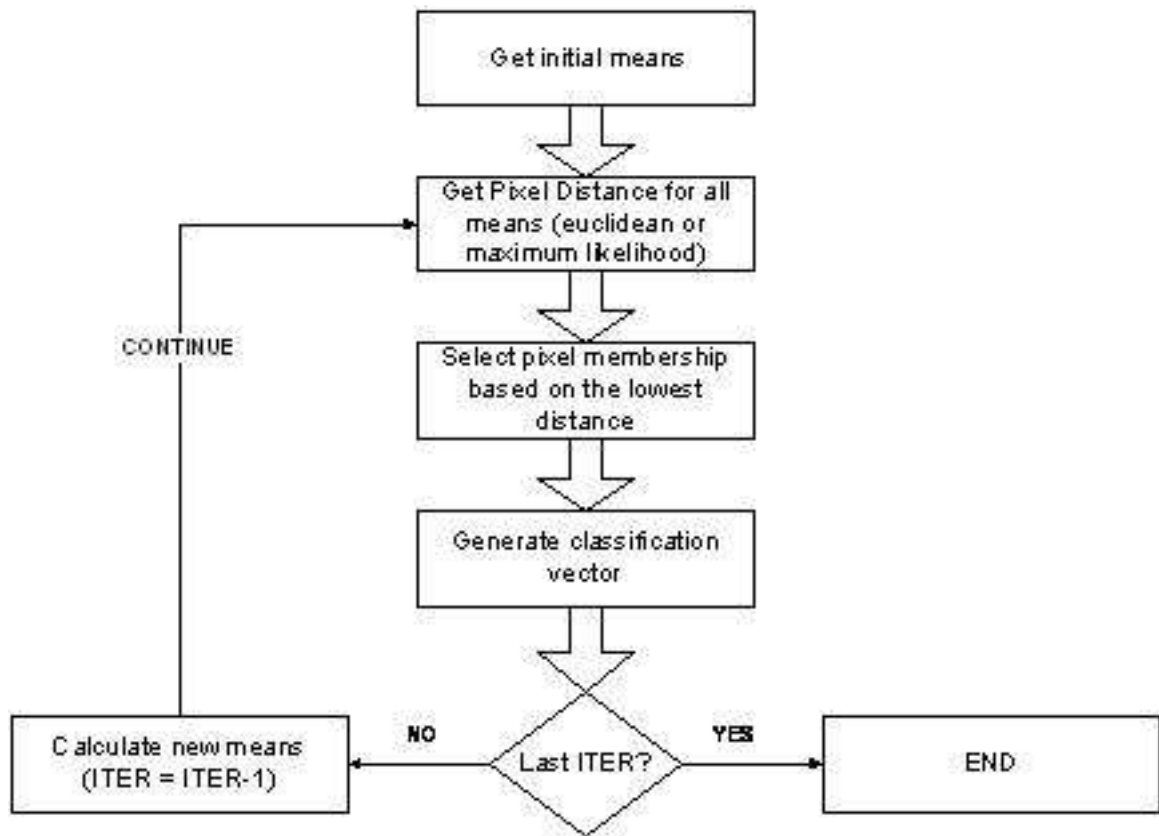 Get initial means
Get Pixel Distance for all
means (euclidean or
maximum likelihood)
CONTINUE
Select pixel membership
based on the lowest
distance
Generate classification
vector
NO
YES
Calculate new means
(ITER = ITER-1)
Last ITER?
END